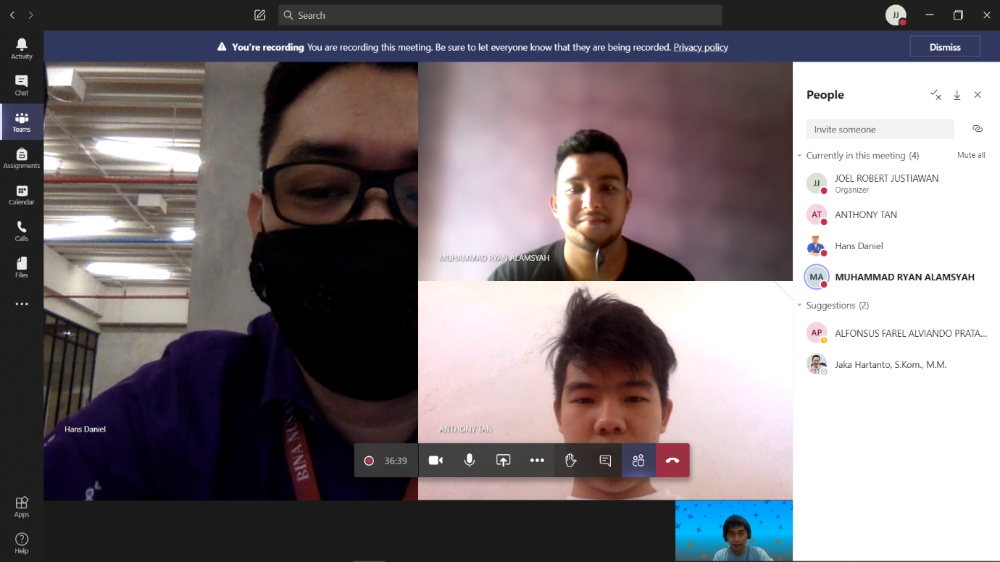 Search
JJ
Activity
Chat
Teams
Assignments
Calendar
Calls
Files
Apps
Help
You're recording You are recording this meeting. Be sure to let everyone know that they are being recorded. Privacy policy
Dismiss
MUHAMMAD RYAN ALAMSYAH
Hans Daniel
BINA NUSA
ANTHONY TAN
36:39
People
Invite someone
Currently in this meeting (4)
Mute all
JJ
JOEL ROBERT JUSTIAWAN
Organizer
AT
ANTHONY TAN
Hans Daniel
MA
MUHAMMAD RYAN ALAMSYAH
Suggestions (2)
AP
ALFONSUS FAREL ALVIANDO PRATA...
Jaka Hartanto, S.Kom., M.M.